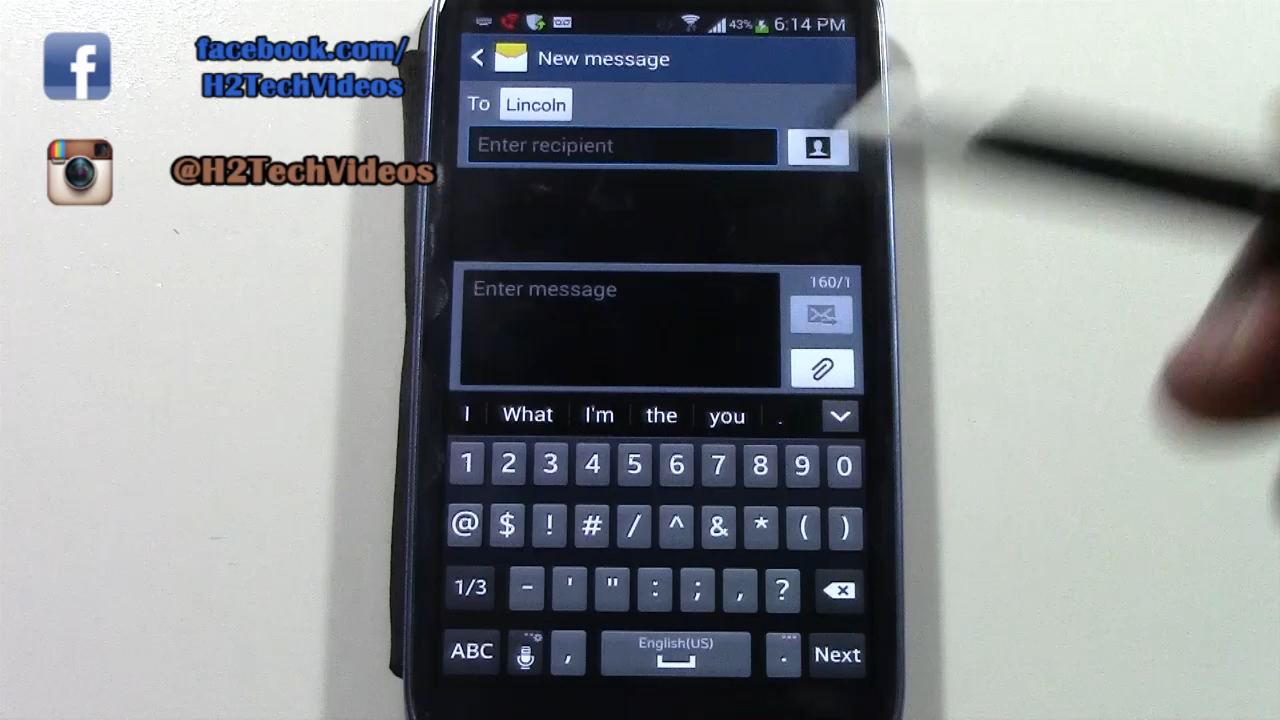 facebook.com/
H2TechVideos
@H2TechVideos
43% 6:14 PM
New message
To Lincoln
Enter recipient
160/1
Enter message
I What I'm the you .
1 2 3 4 5 6 7 8 9 0
@ $ ! # / ^ & * ( )
1/3 - ' " : ; , ?
English(US)
ABC , . Next